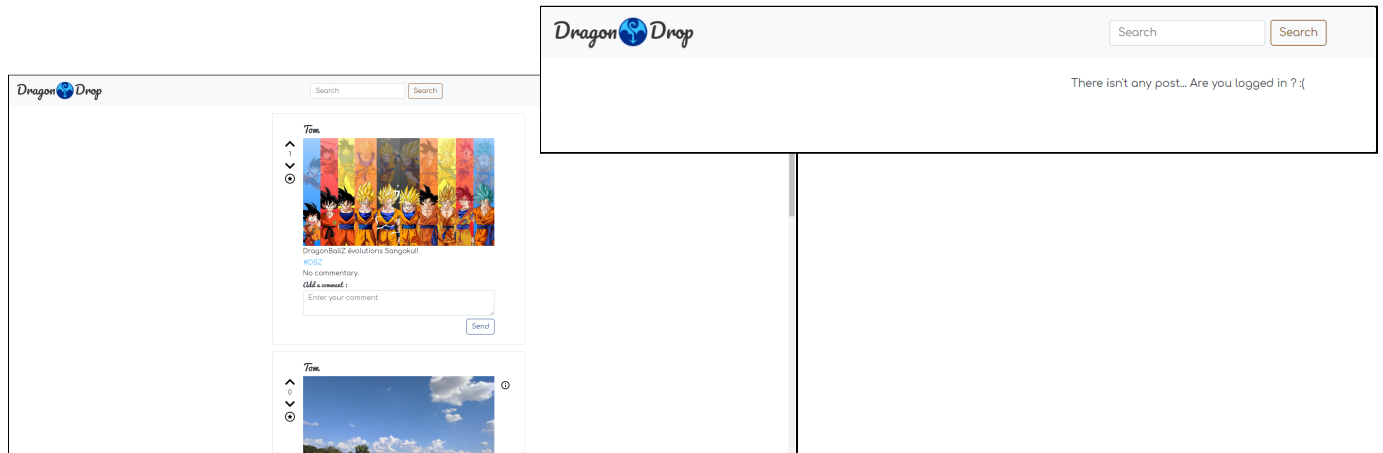 Dragon Drop
Search
Search
There isn't any post... Are you logged in ? :(
Dragon Drop
Search
Search
Tom
1
DragonBallZ évolutions Sangoku!!
#DBZ
No commentary.
Add a comment :
Enter your comment
Send
Tom
0